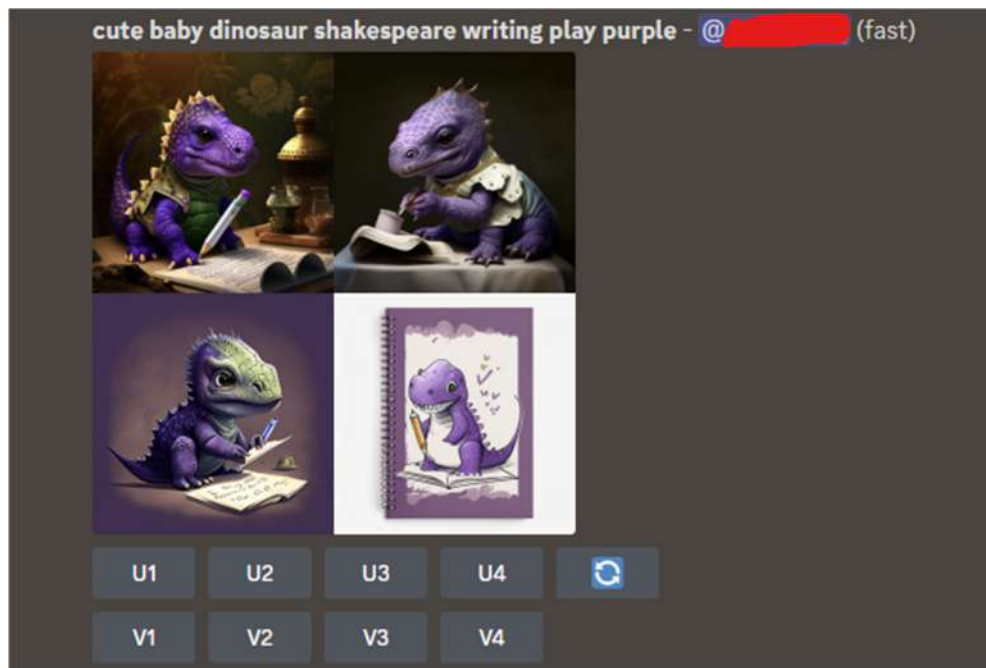 cute baby dinosaur shakespeare writing play purple - @ (fast)
U1 U2 U3 U4
V1 V2 V3 V4